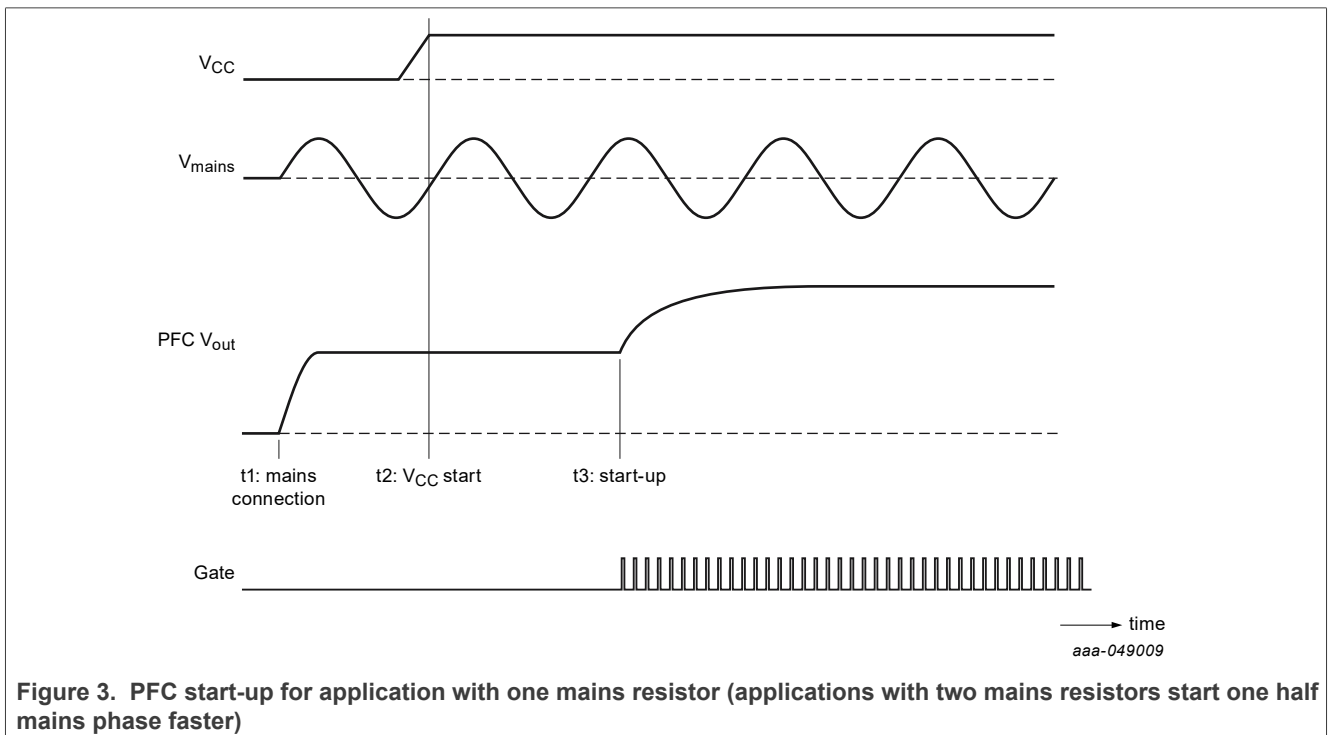 VCC
Vmains
PFC Vout
t1: mains
connection
t2: VCC start
t3: start-up
Gate
time
aaa-049009
Figure 3. PFC start-up for application with one mains resistor (applications with two mains resistors start one half
mains phase faster)